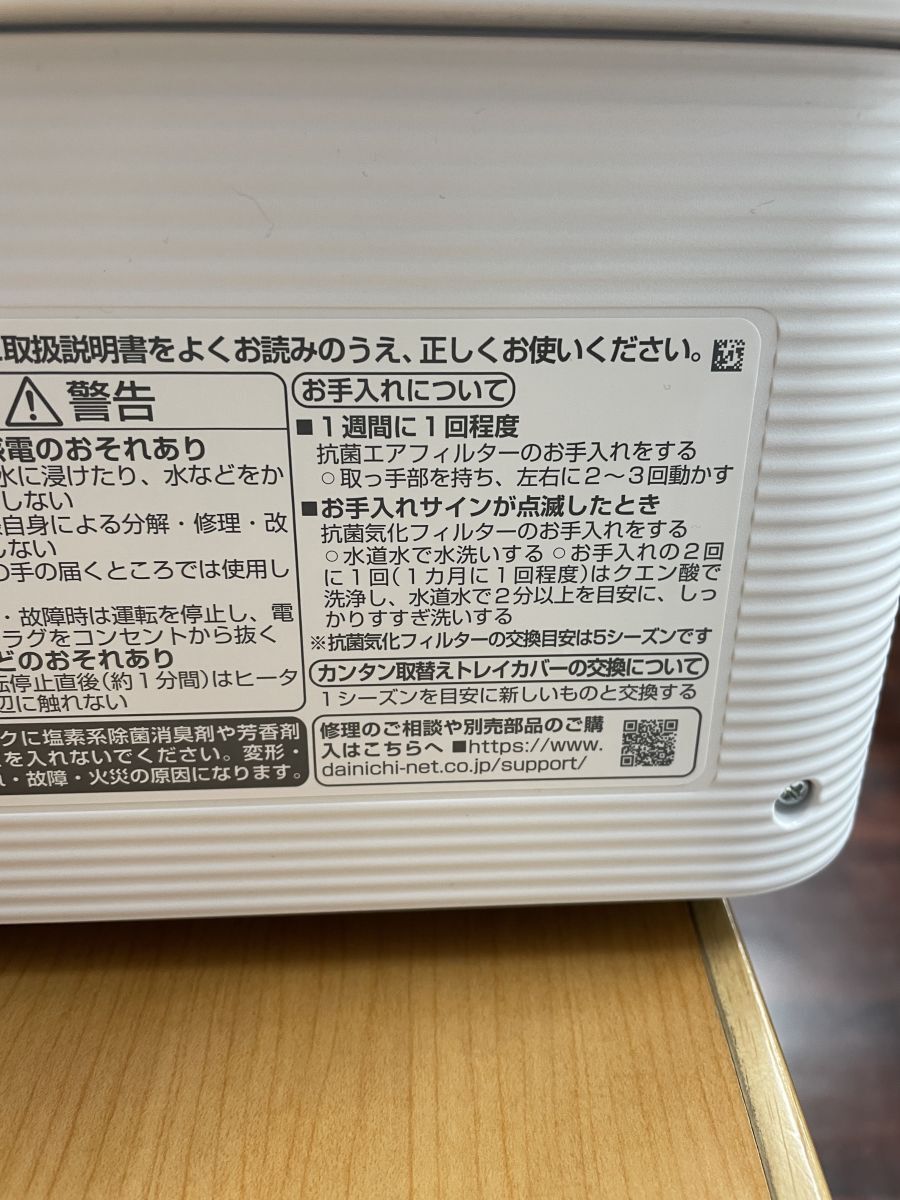 取扱説明書をよくお読みのうえ、正しくお使いください。
警告
電のおそれあり
水に浸けたり、水などをか
しない
自身による分解・修理・改
しない
の手の届くところでは使用し
・故障時は運転を停止し、電
ラグをコンセントから抜く
どのおそれあり
転停止直後(約1分間)はヒータ
辺に触れない
クに塩素系除菌消臭剤や芳香剤
を入れないでください。変形・
・故障・火災の原因になります。
お手入れについて
■1週間に1回程度
抗菌エアフィルターのお手入れをする
○取っ手部を持ち、左右に2～3回動かす
■お手入れサインが点滅したとき
抗菌気化フィルターのお手入れをする
○水道水で水洗いする ○お手入れの2回
に1回(1カ月に1回程度)はクエン酸で
洗浄し、水道水で2分以上を目安に、しっ
かりすすぎ洗いする
※抗菌気化フィルターの交換目安は5シーズンです
カンタン取替えトレイカバーの交換について
1シーズンを目安に新しいものと交換する
修理のご相談や別売部品のご購
入はこちらへ ■https://www.
dainichi-net.co.jp/support/